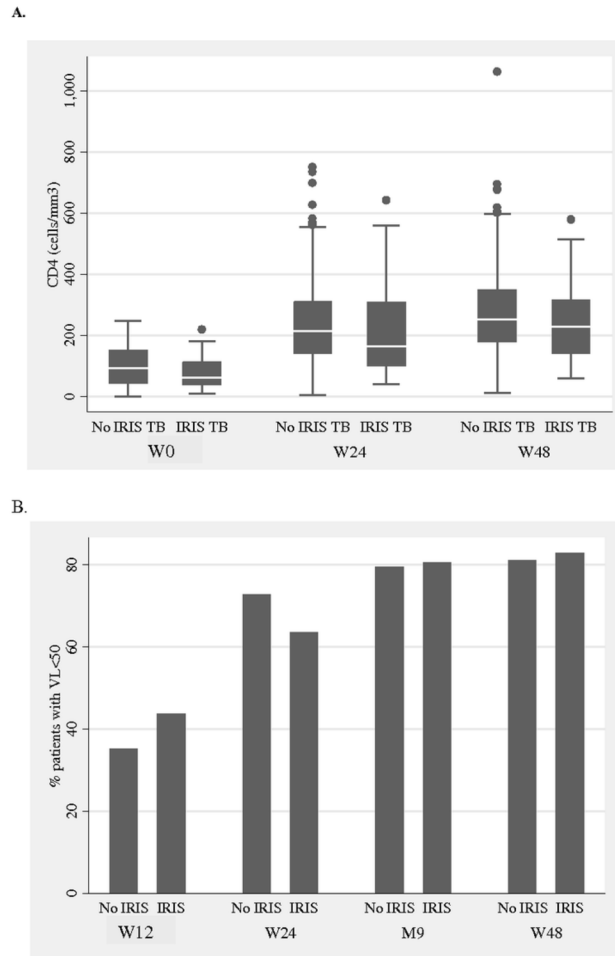 A.
CD4 (cells/mm3)
1,000
800
600
400
200
0
No IRIS TB IRIS TB No IRIS TB IRIS TB No IRIS TB IRIS TB
W0 W24 W48
B.
% patients with VL<50
80
60
40
20
0
No IRIS IRIS No IRIS IRIS No IRIS IRIS No IRIS IRIS
W12 W24 M9 W48